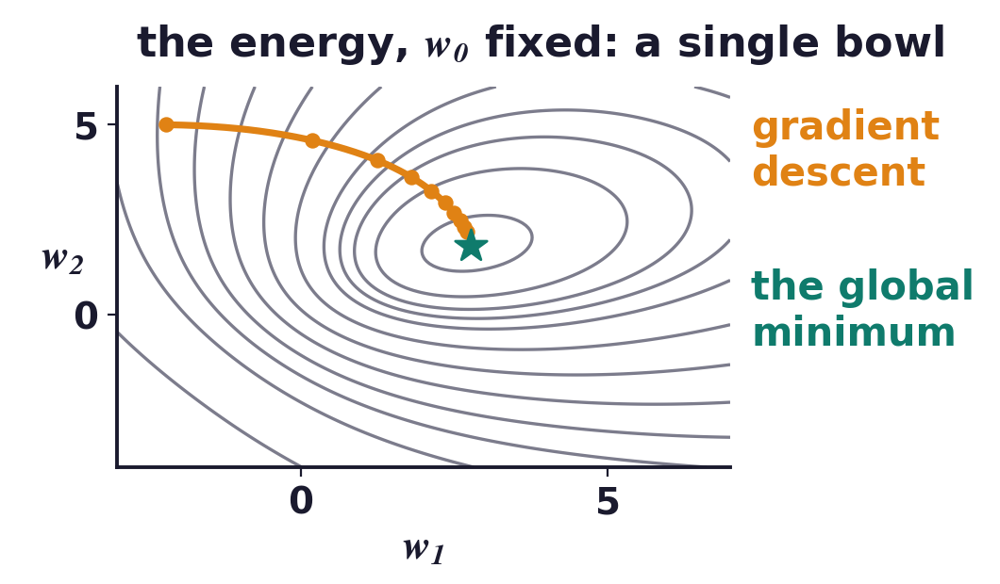 the energy, w₀ fixed: a single bowl
gradient
descent
5
w₂
the global
minimum
0
0
5
w₁